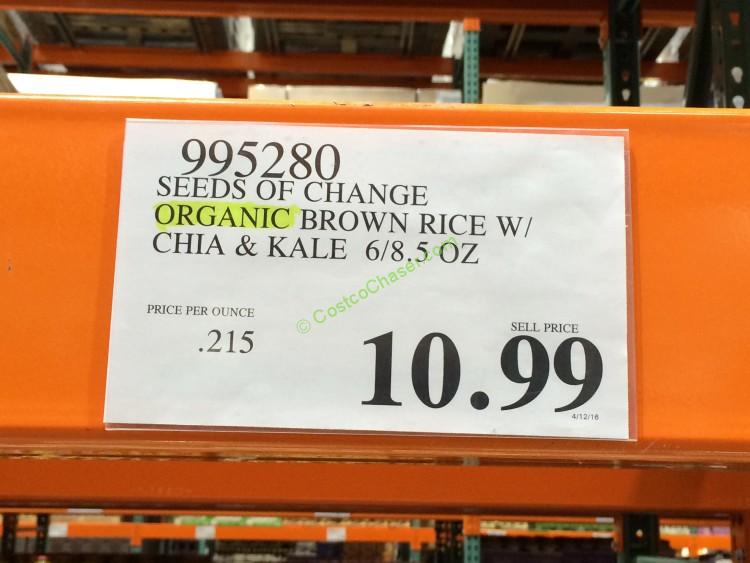 995280
SEEDS OF CHANGE
ORGANIC BROWN RICE W/
CHIA & KALE 6/8.5 OZ
© CostcoChaser.com
PRICE PER OUNCE
.215
SELL PRICE
10.99
4/12/16